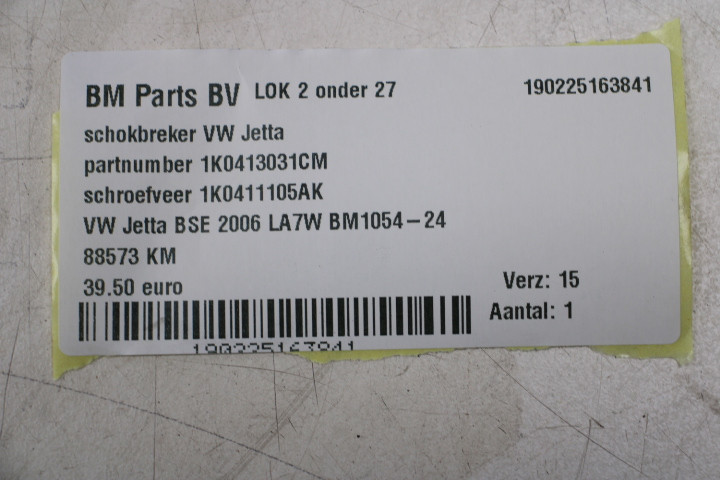 BM Parts BV LOK 2 onder 27 190225163841
schokbreker VW Jetta
partnumber 1K0413031CM
schroefveer 1K0411105AK
VW Jetta BSE 2006 LA7W BM1054-24
88573 KM
39.50 euro
Verz: 15
Aantal: 1
190225163841